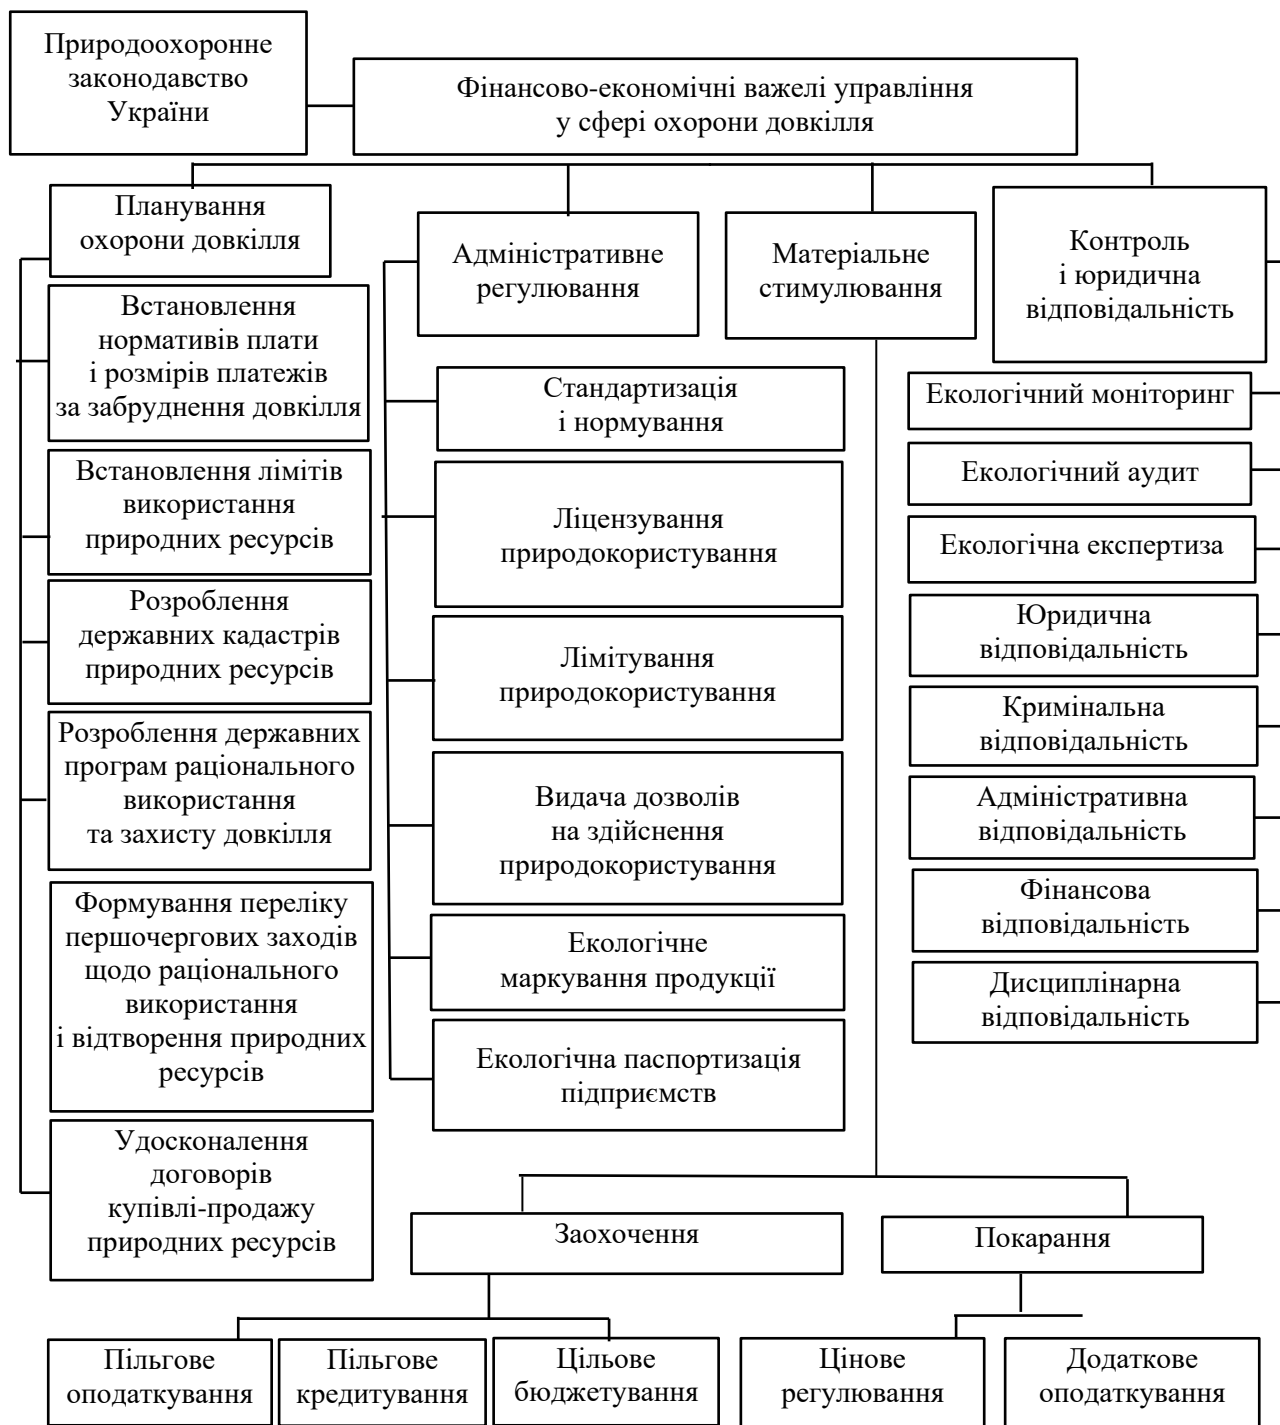 Природоохоронне
законодавство
України
Фінансово-економічні важелі управління
у сфері охорони довкілля
Планування
охорони довкілля
Адміністративне
регулювання
Матеріальне
стимулювання
Контроль
і юридична
відповідальність
Встановлення
нормативів плати
і розмірів платежів
за забруднення довкілля
Встановлення лімітів
використання
природних ресурсів
Розроблення
державних кадастрів
природних ресурсів
Розроблення державних
програм раціонального
використання
та захисту довкілля
Формування переліку
першочергових заходів
щодо раціонального
використання
і відтворення природних
ресурсів
Удосконалення
договорів
купівлі-продажу
природних ресурсів
Стандартизація
і нормування
Ліцензування
природокористування
Лімітування
природокористування
Видача дозволів
на здійснення
природокористування
Екологічне
маркування продукції
Екологічна паспортизація
підприємств
Екологічний моніторинг
Екологічний аудит
Екологічна експертиза
Юридична
відповідальність
Кримінальна
відповідальність
Адміністративна
відповідальність
Фінансова
відповідальність
Дисциплінарна
відповідальність
Заохочення
Покарання
Пільгове
оподаткування
Пільгове
кредитування
Цільове
бюджетування
Цінове
регулювання
Додаткове
оподаткування